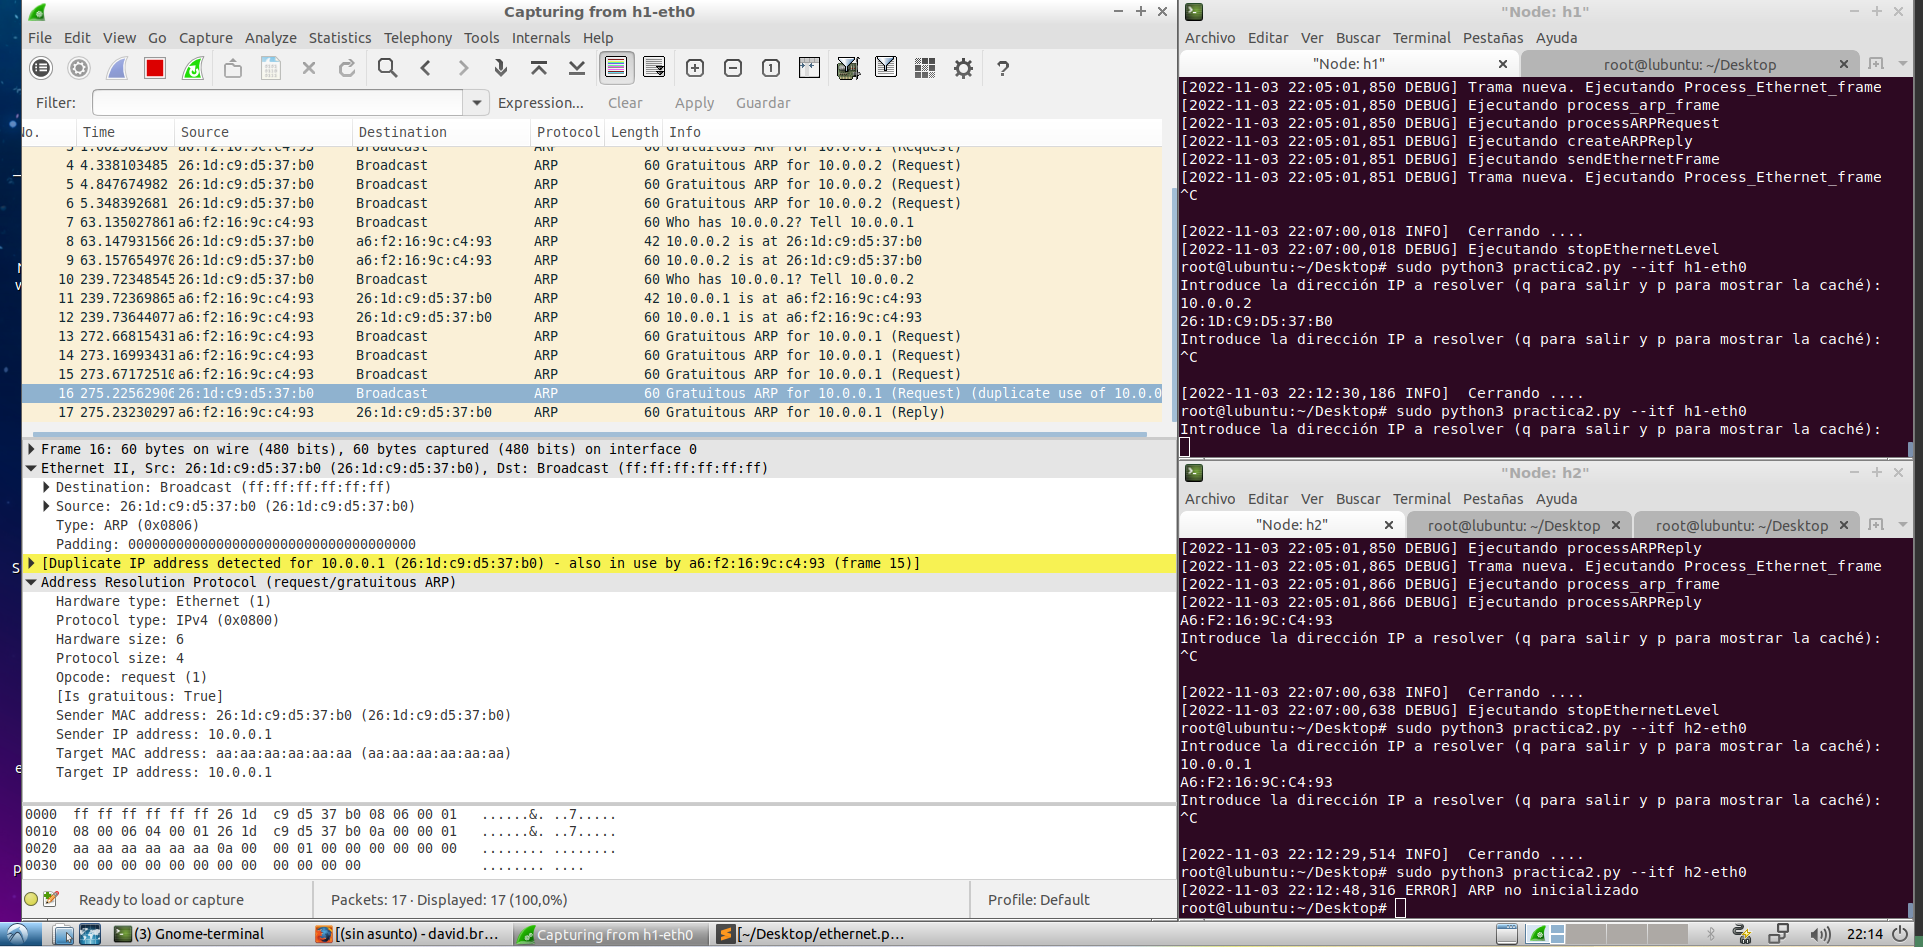 Capturing from h1-eth0
File Edit View Go Capture Analyze Statistics Telephony Tools Internals Help
Filter: Expression... Clear Apply Guardar
No. Time Source Destination Protocol Length Info
3 1.002302300 a6:f2:16:9c:c4:93 Broadcast ARP 60 Gratuitous ARP for 10.0.0.1 (Request)
4 4.338103485 26:1d:c9:d5:37:b0 Broadcast ARP 60 Gratuitous ARP for 10.0.0.2 (Request)
5 4.847674982 26:1d:c9:d5:37:b0 Broadcast ARP 60 Gratuitous ARP for 10.0.0.2 (Request)
6 5.348392681 26:1d:c9:d5:37:b0 Broadcast ARP 60 Gratuitous ARP for 10.0.0.2 (Request)
7 63.135027861 a6:f2:16:9c:c4:93 Broadcast ARP 60 Who has 10.0.0.2? Tell 10.0.0.1
8 63.147931566 26:1d:c9:d5:37:b0 a6:f2:16:9c:c4:93 ARP 42 10.0.0.2 is at 26:1d:c9:d5:37:b0
9 63.157654970 26:1d:c9:d5:37:b0 a6:f2:16:9c:c4:93 ARP 60 10.0.0.2 is at 26:1d:c9:d5:37:b0
10 239.72348545 26:1d:c9:d5:37:b0 Broadcast ARP 60 Who has 10.0.0.1? Tell 10.0.0.2
11 239.72369865 a6:f2:16:9c:c4:93 26:1d:c9:d5:37:b0 ARP 42 10.0.0.1 is at a6:f2:16:9c:c4:93
12 239.73644077 a6:f2:16:9c:c4:93 26:1d:c9:d5:37:b0 ARP 60 10.0.0.1 is at a6:f2:16:9c:c4:93
13 272.66815431 a6:f2:16:9c:c4:93 Broadcast ARP 60 Gratuitous ARP for 10.0.0.1 (Request)
14 273.16993431 a6:f2:16:9c:c4:93 Broadcast ARP 60 Gratuitous ARP for 10.0.0.1 (Request)
15 273.67172510 a6:f2:16:9c:c4:93 Broadcast ARP 60 Gratuitous ARP for 10.0.0.1 (Request)
16 275.22562906 26:1d:c9:d5:37:b0 Broadcast ARP 60 Gratuitous ARP for 10.0.0.1 (Request) (duplicate use of 10.0.0
17 275.23230297 a6:f2:16:9c:c4:93 26:1d:c9:d5:37:b0 ARP 60 Gratuitous ARP for 10.0.0.1 (Reply)
Frame 16: 60 bytes on wire (480 bits), 60 bytes captured (480 bits) on interface 0
Ethernet II, Src: 26:1d:c9:d5:37:b0 (26:1d:c9:d5:37:b0), Dst: Broadcast (ff:ff:ff:ff:ff:ff)
Destination: Broadcast (ff:ff:ff:ff:ff:ff)
Source: 26:1d:c9:d5:37:b0 (26:1d:c9:d5:37:b0)
Type: ARP (0x0806)
Padding: 000000000000000000000000000000000000
[Duplicate IP address detected for 10.0.0.1 (26:1d:c9:d5:37:b0) - also in use by a6:f2:16:9c:c4:93 (frame 15)]
Address Resolution Protocol (request/gratuitous ARP)
Hardware type: Ethernet (1)
Protocol type: IPv4 (0x0800)
Hardware size: 6
Protocol size: 4
Opcode: request (1)
[Is gratuitous: True]
Sender MAC address: 26:1d:c9:d5:37:b0 (26:1d:c9:d5:37:b0)
Sender IP address: 10.0.0.1
Target MAC address: aa:aa:aa:aa:aa:aa (aa:aa:aa:aa:aa:aa)
Target IP address: 10.0.0.1
0000 ff ff ff ff ff ff 26 1d c9 d5 37 b0 08 06 00 01 ......&. ..7.....
0010 08 00 06 04 00 01 26 1d c9 d5 37 b0 0a 00 00 01 ......&. ..7.....
0020 aa aa aa aa aa aa 0a 00 00 01 00 00 00 00 00 00 ........ ........
0030 00 00 00 00 00 00 00 00 00 00 00 00 ........ ....
Ready to load or capture Packets: 17 · Displayed: 17 (100,0%) Profile: Default
"Node: h1"
Archivo Editar Ver Buscar Terminal Pestañas Ayuda
"Node: h1" root@lubuntu: ~/Desktop
[2022-11-03 22:05:01,850 DEBUG] Trama nueva. Ejecutando Process_Ethernet_frame
[2022-11-03 22:05:01,850 DEBUG] Ejecutando process_arp_frame
[2022-11-03 22:05:01,850 DEBUG] Ejecutando processARPRequest
[2022-11-03 22:05:01,851 DEBUG] Ejecutando createARPReply
[2022-11-03 22:05:01,851 DEBUG] Ejecutando sendEthernetFrame
[2022-11-03 22:05:01,851 DEBUG] Trama nueva. Ejecutando Process_Ethernet_frame
^C
[2022-11-03 22:07:00,018 INFO] Cerrando ....
[2022-11-03 22:07:00,018 DEBUG] Ejecutando stopEthernetLevel
root@lubuntu:~/Desktop# sudo python3 practica2.py --itf h1-eth0
Introduce la dirección IP a resolver (q para salir y p para mostrar la caché):
10.0.0.2
26:1D:C9:D5:37:B0
Introduce la dirección IP a resolver (q para salir y p para mostrar la caché):
^C
[2022-11-03 22:12:30,186 INFO] Cerrando ....
root@lubuntu:~/Desktop# sudo python3 practica2.py --itf h1-eth0
Introduce la dirección IP a resolver (q para salir y p para mostrar la caché):
"Node: h2"
Archivo Editar Ver Buscar Terminal Pestañas Ayuda
"Node: h2" root@lubuntu: ~/Desktop root@lubuntu: ~/Desktop
[2022-11-03 22:05:01,850 DEBUG] Ejecutando processARPReply
[2022-11-03 22:05:01,865 DEBUG] Trama nueva. Ejecutando Process_Ethernet_frame
[2022-11-03 22:05:01,866 DEBUG] Ejecutando process_arp_frame
[2022-11-03 22:05:01,866 DEBUG] Ejecutando processARPReply
A6:F2:16:9C:C4:93
Introduce la dirección IP a resolver (q para salir y p para mostrar la caché):
^C
[2022-11-03 22:07:00,638 INFO] Cerrando ....
[2022-11-03 22:07:00,638 DEBUG] Ejecutando stopEthernetLevel
root@lubuntu:~/Desktop# sudo python3 practica2.py --itf h2-eth0
Introduce la dirección IP a resolver (q para salir y p para mostrar la caché):
10.0.0.1
A6:F2:16:9C:C4:93
Introduce la dirección IP a resolver (q para salir y p para mostrar la caché):
^C
[2022-11-03 22:12:29,514 INFO] Cerrando ....
root@lubuntu:~/Desktop# sudo python3 practica2.py --itf h2-eth0
[2022-11-03 22:12:48,316 ERROR] ARP no inicializado
root@lubuntu:~/Desktop#
(3) Gnome-terminal [(sin asunto) - david.br... Capturing from h1-eth0 [~/Desktop/ethernet.p... 22:14